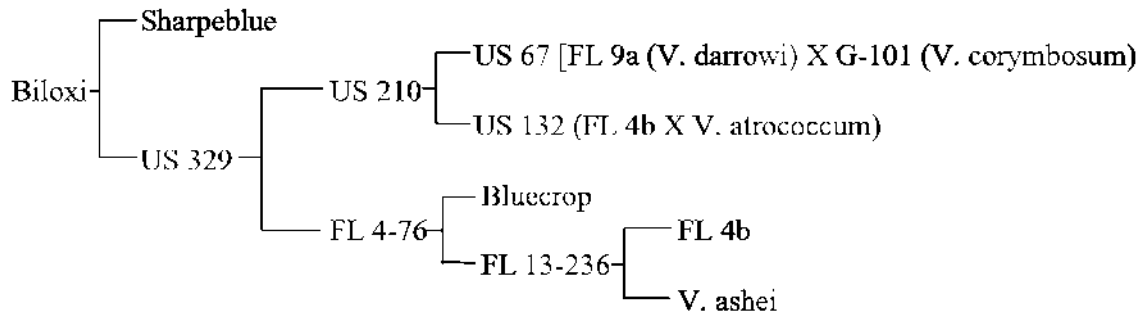 Sharpeblue
US 67 [FL 9a (V. darrowi) X G-101 (V. corymbosum)
Biloxi
US 210
US 132 (FL 4b X V. atrococcum)
US 329
Bluecrop
FL 4-76
FL 4b
FL 13-236
V. ashei